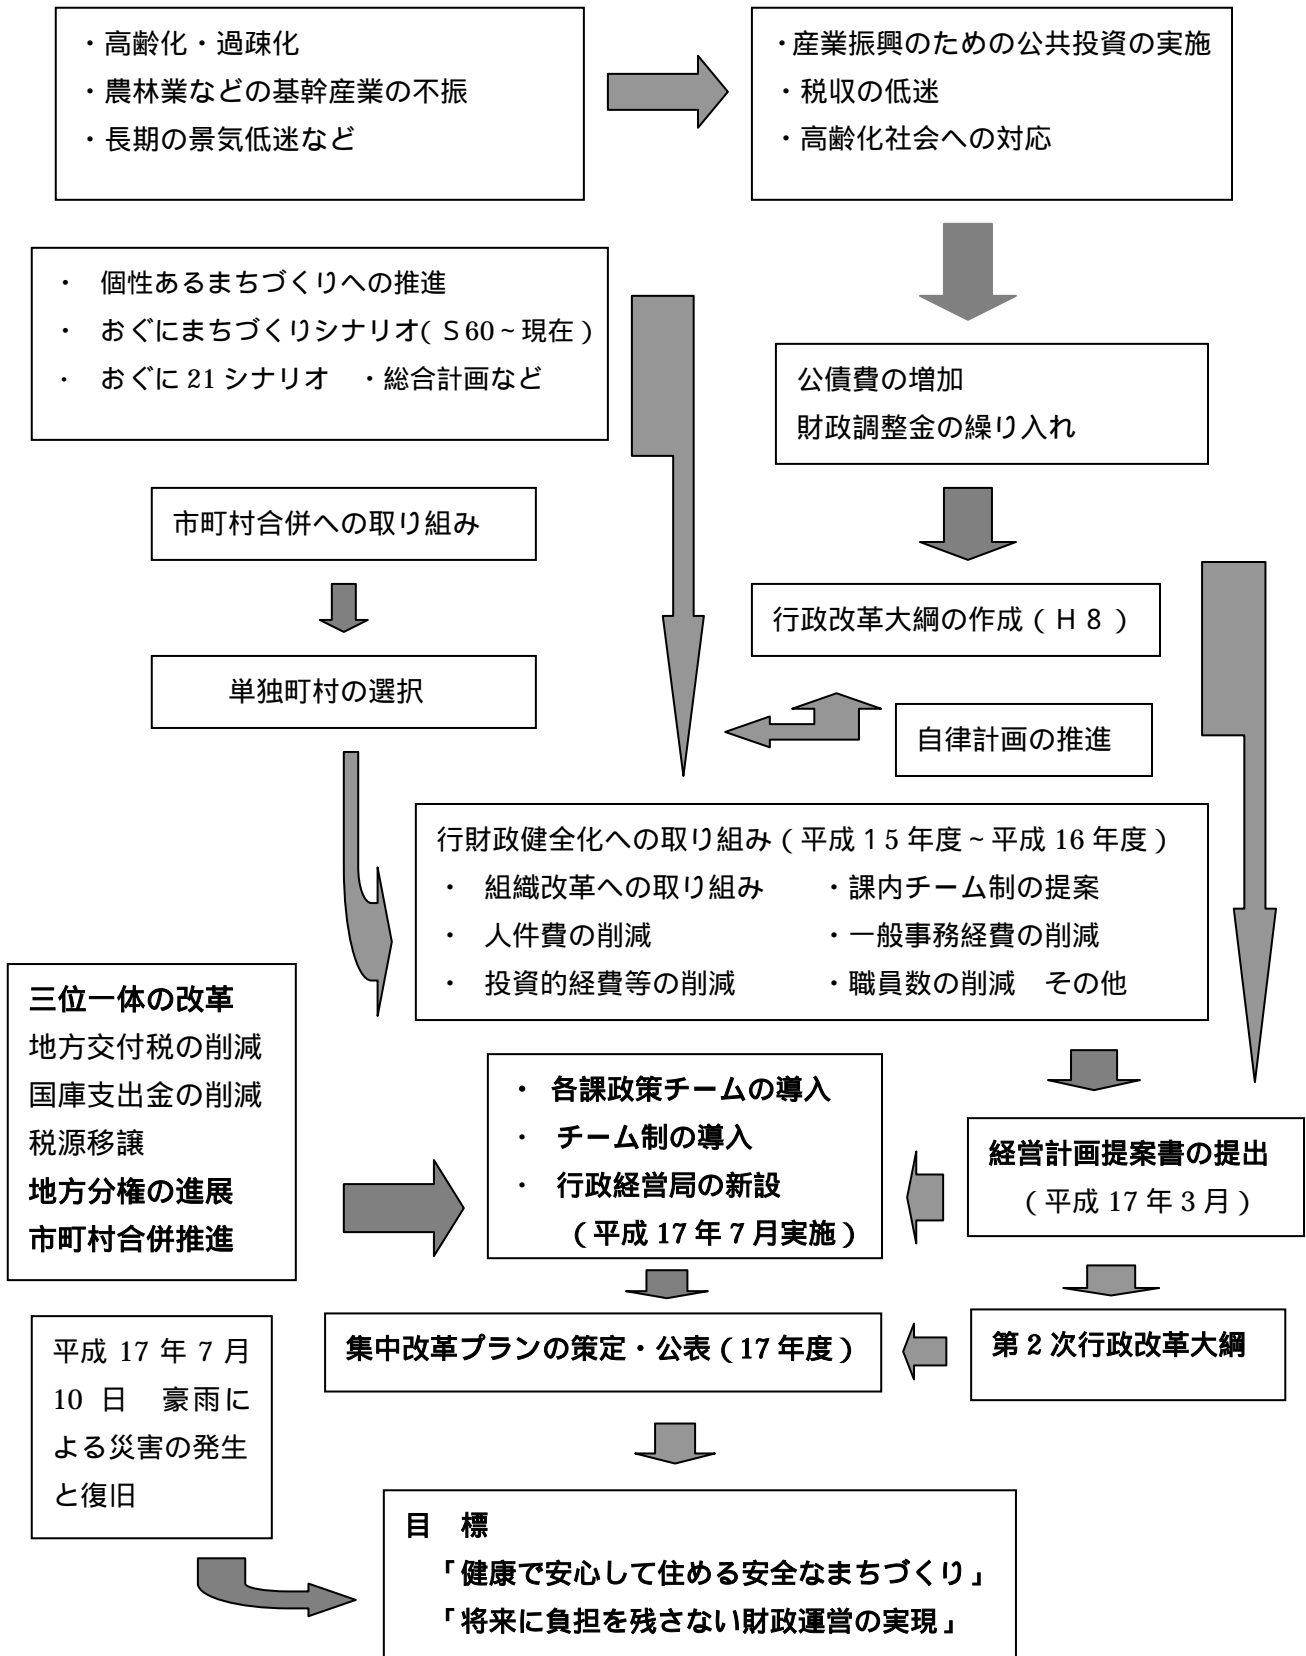 ・高齢化・過疎化
・農林業などの基幹産業の不振
・長期の景気低迷など
・産業振興のための公共投資の実施
・税収の低迷
・高齢化社会への対応
・ 個性あるまちづくりへの推進
・ おぐにまちづくりシナリオ(S60~現在)
・ おぐに 21 シナリオ ・総合計画など
公債費の増加
財政調整金の繰り入れ
市町村合併への取り組み
行政改革大綱の作成(H8)
単独町村の選択
自律計画の推進
行財政健全化への取り組み(平成15年度~平成 16 年度)
・ 組織改革への取り組み ・課内チーム制の提案
・ 人件費の削減 ・一般事務経費の削減
・ 投資的経費等の削減 ・職員数の削減 その他
三位一体の改革
地方交付税の削減
国庫支出金の削減
税源移譲
地方分権の進展
市町村合併推進
・ 各課政策チームの導入
・ チーム制の導入
・ 行政経営局の新設
(平成 17 年 7 月実施)
経営計画提案書の提出
(平成 17 年 3 月)
平成 17 年 7 月
10 日 豪雨に
よる災害の発生
と復旧
集中改革プランの策定・公表(17 年度)
第 2 次行政改革大綱
目 標
「健康で安心して住める安全なまちづくり」
「将来に負担を残さない財政運営の実現」